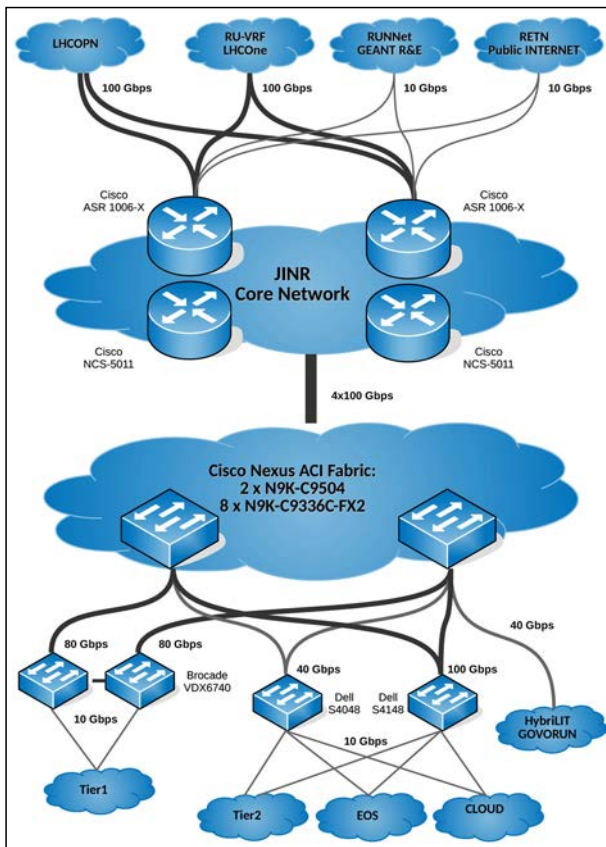 LHCOPN
RU-VRF
LHCOne
RUNNet
GEANT R&E
RETN
Public INTERNET
100 Gbps
100 Gbps
10 Gbps
10 Gbps
Cisco
ASR 1006-X
Cisco
ASR 1006-X
JINR
Core Network
Cisco
NCS-5011
Cisco
NCS-5011
4x100 Gbps
Cisco Nexus ACI Fabric:
2 x N9K-C9504
8 x N9K-C9336C-FX2
80 Gbps
80 Gbps
40 Gbps
100 Gbps
40 Gbps
Brocade
VDX6740
Dell
S4048
Dell
S4148
HybriLIT
GOVORUN
10 Gbps
10 Gbps
Tier1
Tier2
EOS
CLOUD